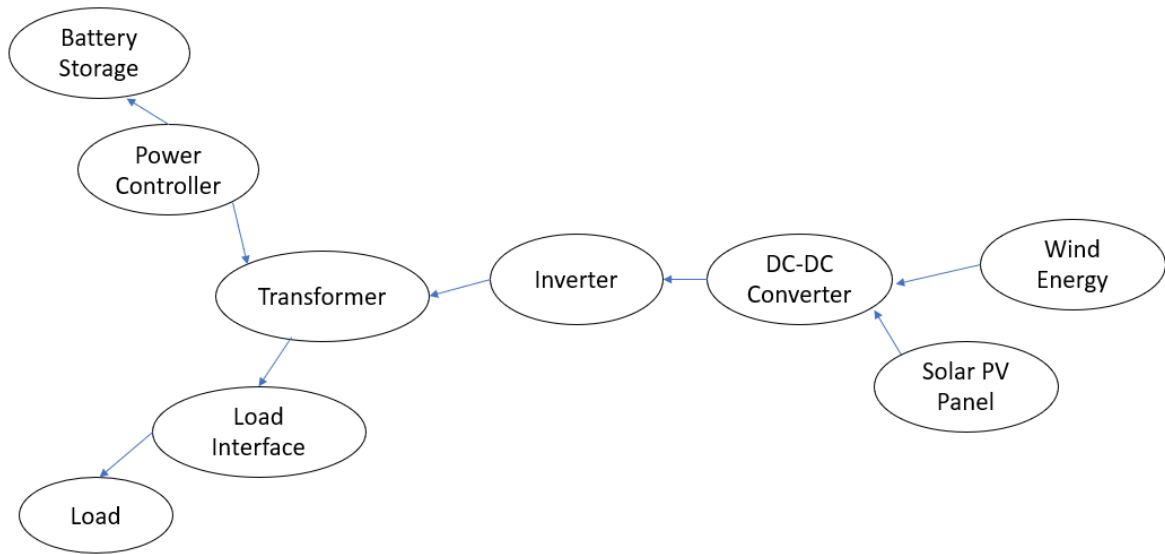 Battery
Storage
Power
Controller
Transformer
Inverter
DC-DC
Converter
Wind
Energy
Solar PV
Panel
Load
Interface
Load